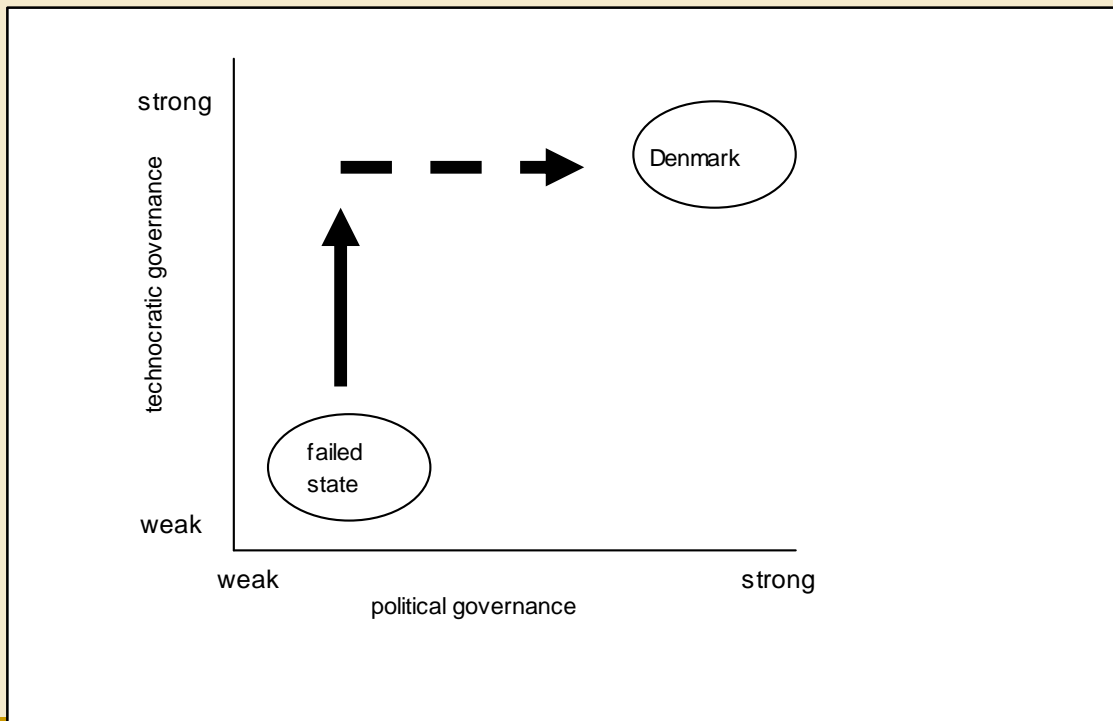 strong
technocratic governance
Denmark
failed
state
weak
weak
strong
political governance